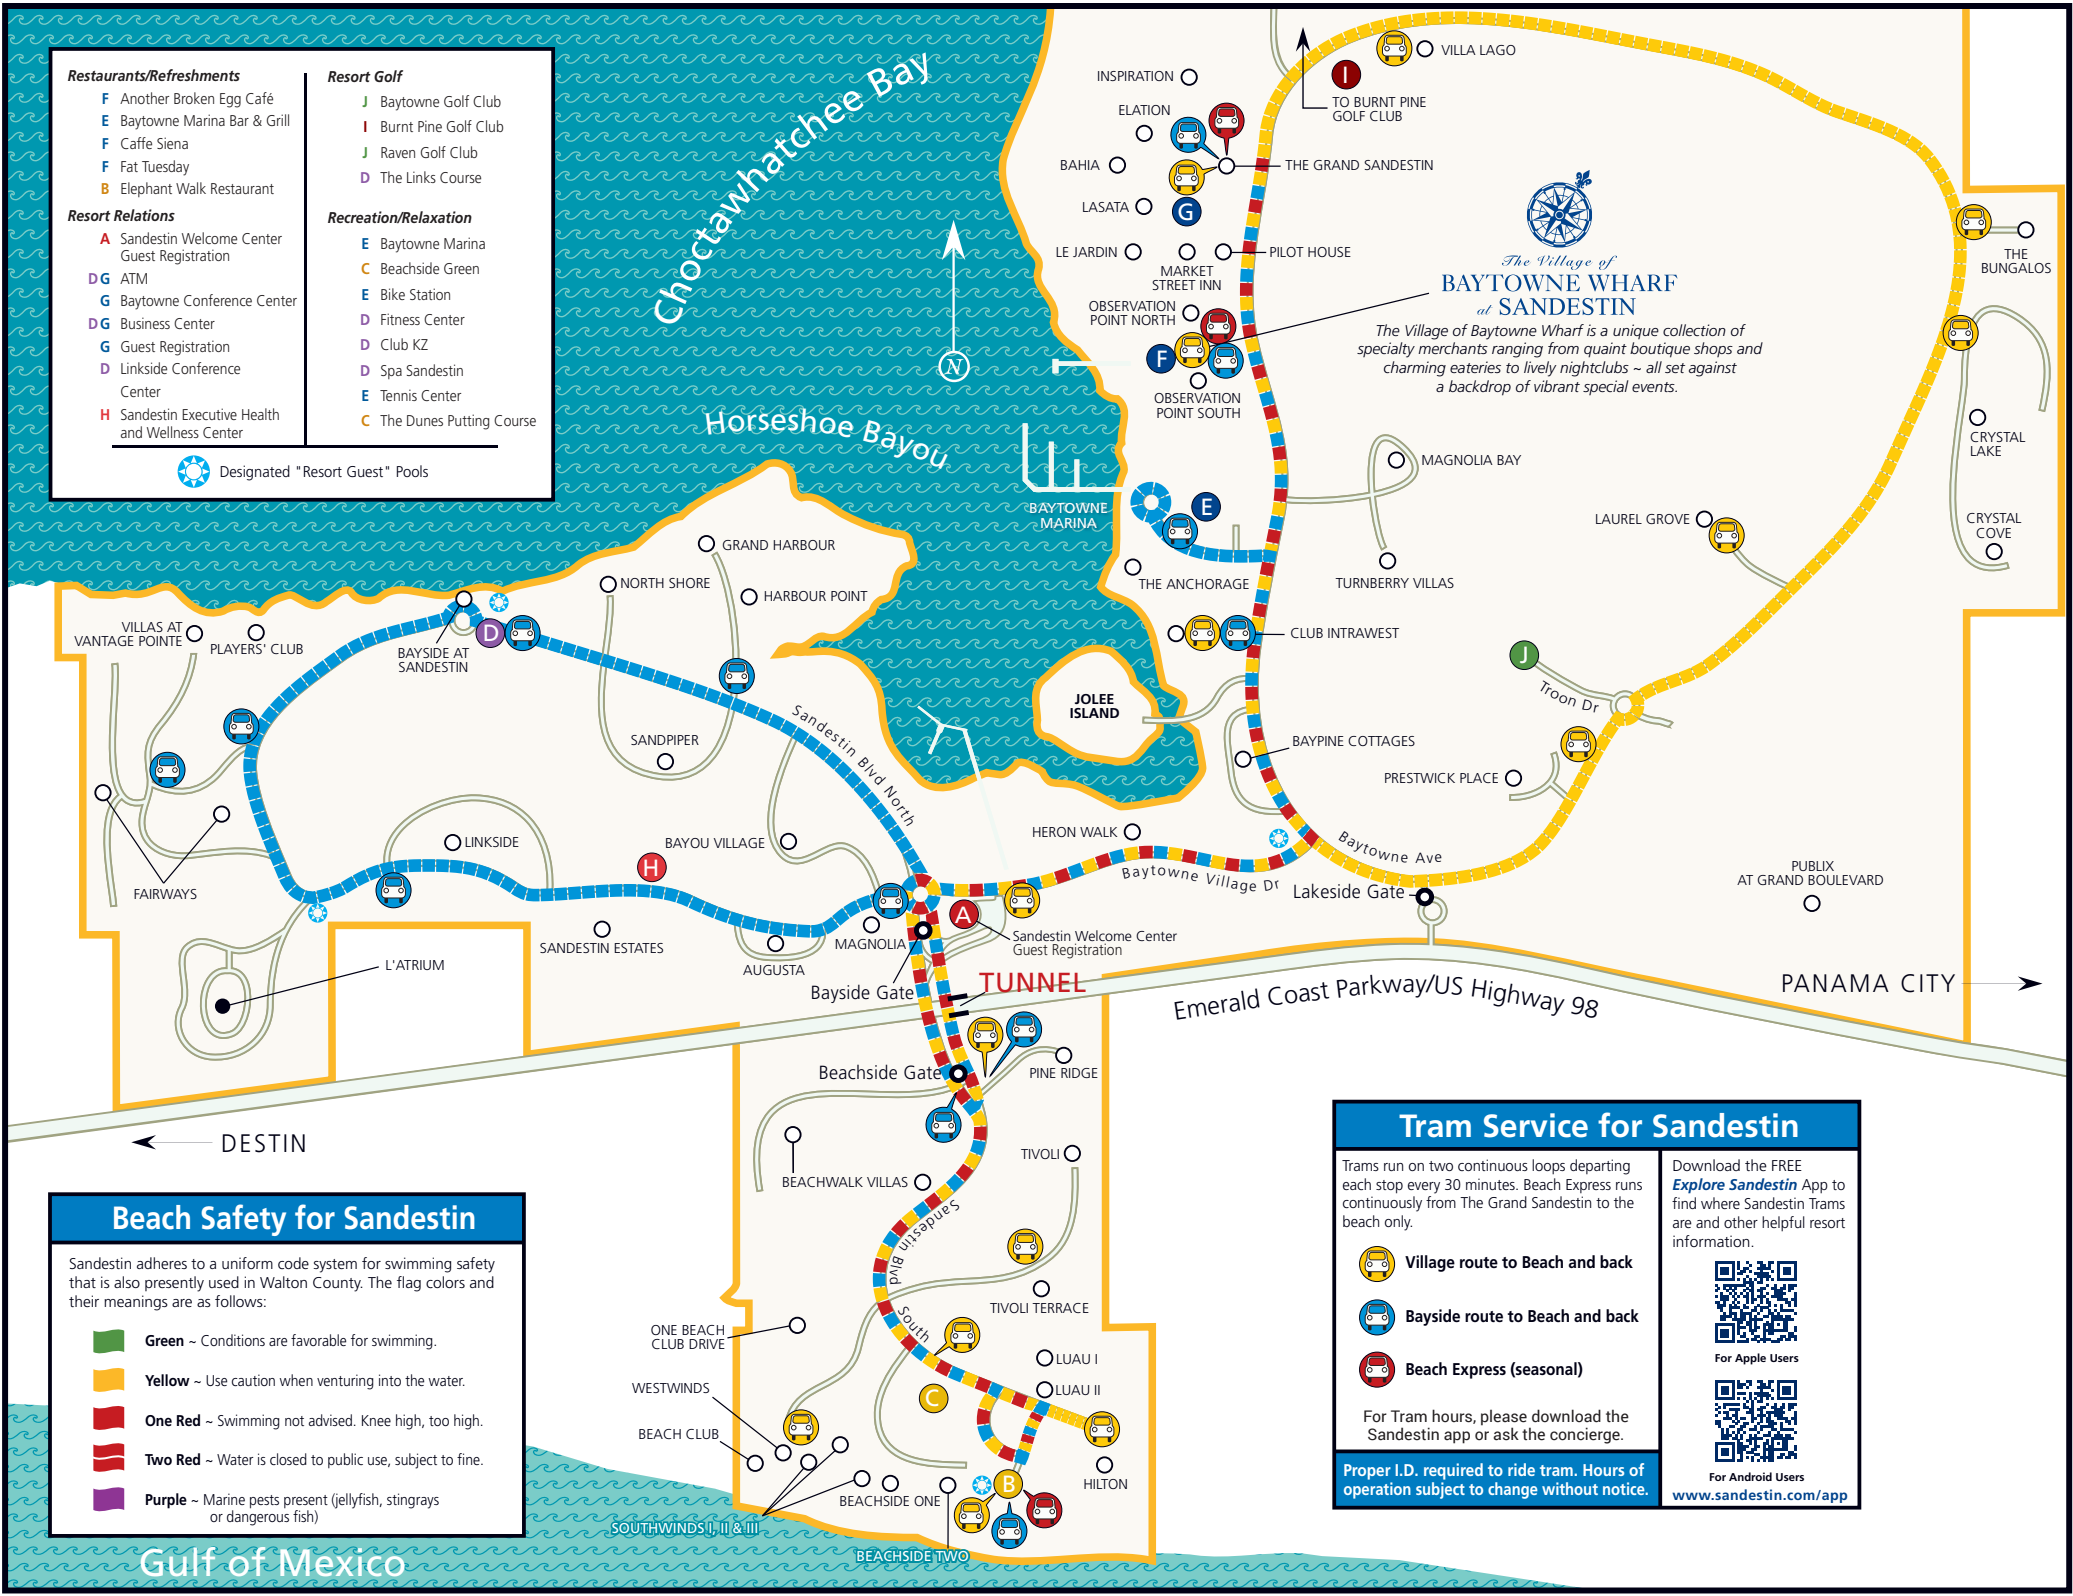 Restaurants/Refreshments
F Another Broken Egg Café
E Baytowne Marina Bar & Grill
F Caffe Siena
F Fat Tuesday
B Elephant Walk Restaurant
Resort Relations
A Sandestin Welcome Center
Guest Registration
DG ATM
G Baytowne Conference Center
DG Business Center
G Guest Registration
D Linkside Conference
Center
H Sandestin Executive Health
and Wellness Center
Resort Golf
J Baytowne Golf Club
I Burnt Pine Golf Club
J Raven Golf Club
D The Links Course
Recreation/Relaxation
E Baytowne Marina
C Beachside Green
E Bike Station
D Fitness Center
D Club KZ
D Spa Sandestin
E Tennis Center
C The Dunes Putting Course
Designated "Resort Guest" Pools
Choctawhatchee Bay
Horseshoe Bayou
N
INSPIRATION
ELATION
BAHIA
LASATA
LE JARDIN
MARKET
STREET INN
PILOT HOUSE
THE GRAND SANDESTIN
G
OBSERVATION
POINT NORTH
F
OBSERVATION
POINT SOUTH
VILLA LAGO
I
TO BURNT PINE
GOLF CLUB
The Village of
BAYTOWNE WHARF
at SANDESTIN
The Village of Baytowne Wharf is a unique collection of
specialty merchants ranging from quaint boutique shops and
charming eateries to lively nightclubs ~ all set against
a backdrop of vibrant special events.
THE
BUNGALOS
CRYSTAL
LAKE
CRYSTAL
COVE
MAGNOLIA BAY
LAUREL GROVE
TURNBERRY VILLAS
BAYTOWNE
MARINA
E
THE ANCHORAGE
CLUB INTRAWEST
J
Troon Dr
JOLEE
ISLAND
BAYPINE COTTAGES
PRESTWICK PLACE
HERON WALK
Baytowne Ave
Baytowne Village Dr
Lakeside Gate
PUBLIX
AT GRAND BOULEVARD
GRAND HARBOUR
NORTH SHORE
HARBOUR POINT
VILLAS AT
VANTAGE POINTE
PLAYERS' CLUB
BAYSIDE AT
SANDESTIN
D
SANDPIPER
Sandestin Blvd North
LINKSIDE
BAYOU VILLAGE
H
FAIRWAYS
SANDESTIN ESTATES
AUGUSTA
MAGNOLIA
A
Sandestin Welcome Center
Guest Registration
L'ATRIUM
Bayside Gate
TUNNEL
Emerald Coast Parkway/US Highway 98
PANAMA CITY
DESTIN
Beachside Gate
PINE RIDGE
BEACHWALK VILLAS
TIVOLI
Sandestin Blvd South
TIVOLI TERRACE
ONE BEACH
CLUB DRIVE
LUAU I
LUAU II
WESTWINDS
C
BEACH CLUB
BEACHSIDE ONE
B
HILTON
SOUTHWINDS I, II & III
BEACHSIDE TWO
Gulf of Mexico
Beach Safety for Sandestin
Sandestin adheres to a uniform code system for swimming safety
that is also presently used in Walton County. The flag colors and
their meanings are as follows:
Green ~ Conditions are favorable for swimming.
Yellow ~ Use caution when venturing into the water.
One Red ~ Swimming not advised. Knee high, too high.
Two Red ~ Water is closed to public use, subject to fine.
Purple ~ Marine pests present (jellyfish, stingrays
or dangerous fish)
Tram Service for Sandestin
Trams run on two continuous loops departing
each stop every 30 minutes. Beach Express runs
continuously from The Grand Sandestin to the
beach only.
Village route to Beach and back
Bayside route to Beach and back
Beach Express (seasonal)
For Tram hours, please download the
Sandestin app or ask the concierge.
Proper I.D. required to ride tram. Hours of
operation subject to change without notice.
Download the FREE
Explore Sandestin App to
find where Sandestin Trams
are and other helpful resort
information.
For Apple Users
For Android Users
www.sandestin.com/app